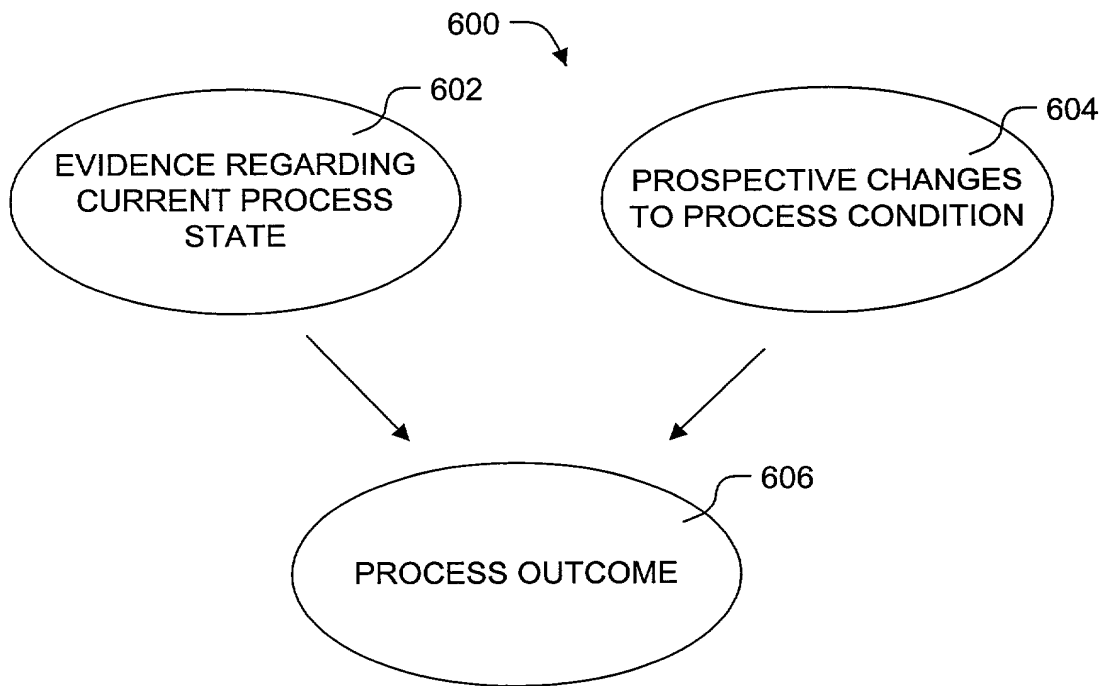 600
602
604
EVIDENCE REGARDING
CURRENT PROCESS
STATE
PROSPECTIVE CHANGES
TO PROCESS CONDITION
606
PROCESS OUTCOME